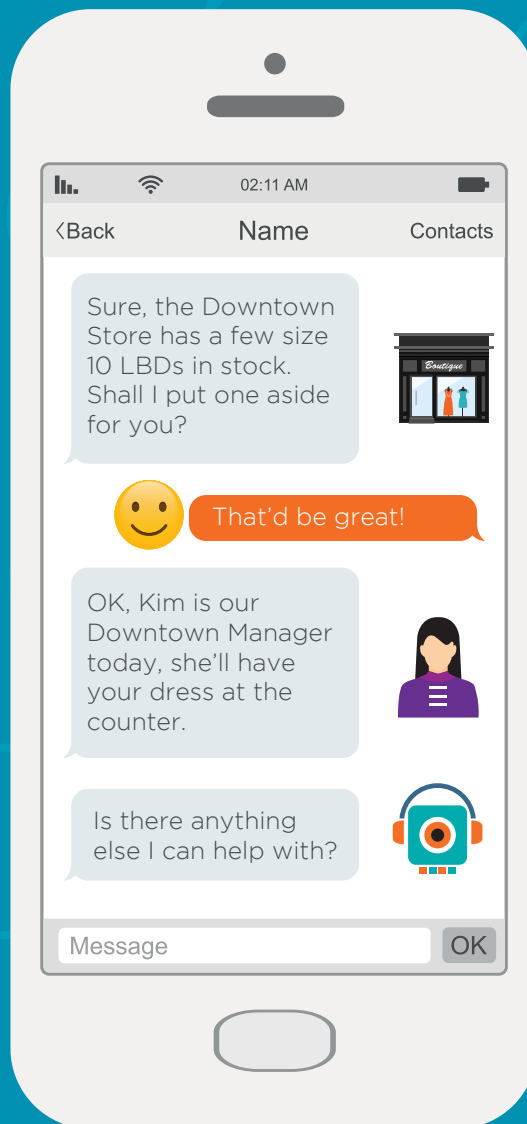 02:11 AM
〈Back Name Contacts
Sure, the Downtown
Store has a few size
10 LBDs in stock.
Shall I put one aside
for you?
Boutique
That’d be great!
OK, Kim is our
Downtown Manager
today, she’ll have
your dress at the
counter.
Is there anything
else I can help with?
Message OK